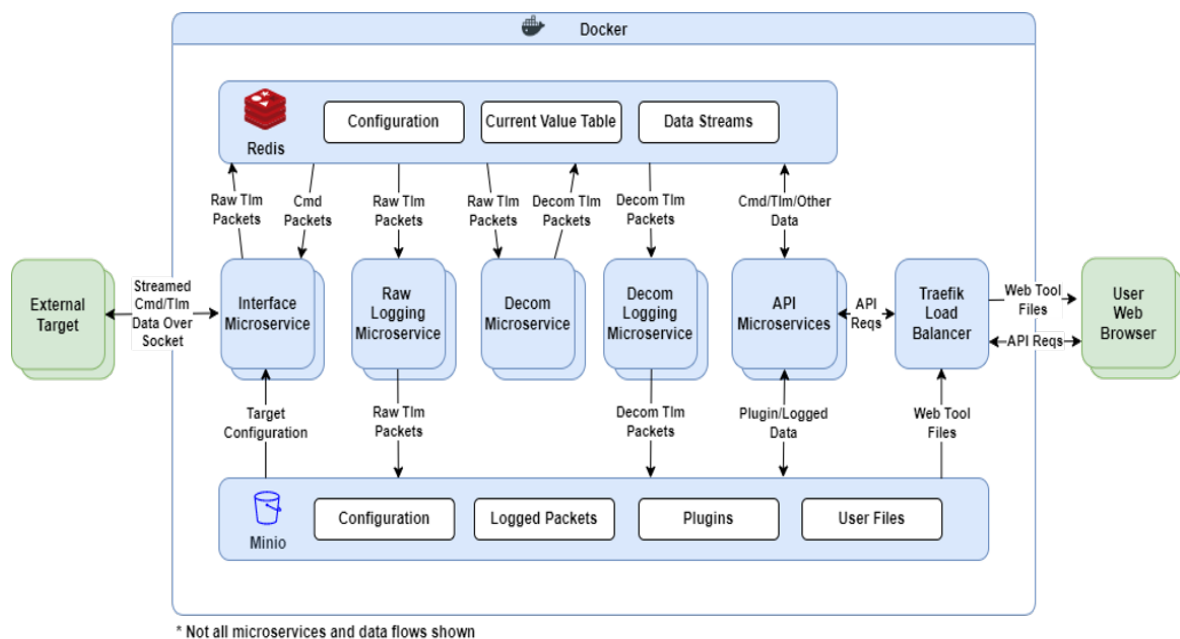 Docker
Redis
Configuration
Current Value Table
Data Streams
Raw Tlm
Packets
Cmd
Packets
Raw Tlm
Packets
Raw Tlm
Packets
Decom Tlm
Packets
Decom Tlm
Packets
Cmd/Tlm/Other
Data
External
Target
Streamed
Cmd/Tlm
Data Over
Socket
Interface
Microservice
Raw
Logging
Microservice
Decom
Microservice
Decom
Logging
Microservice
API
Microservices
API
Reqs
Traefik
Load
Balancer
Web Tool
Files
API Reqs
User
Web
Browser
Target
Configuration
Raw Tlm
Packets
Decom Tlm
Packets
Plugin/Logged
Data
Web Tool
Files
Minio
Configuration
Logged Packets
Plugins
User Files
* Not all microservices and data flows shown